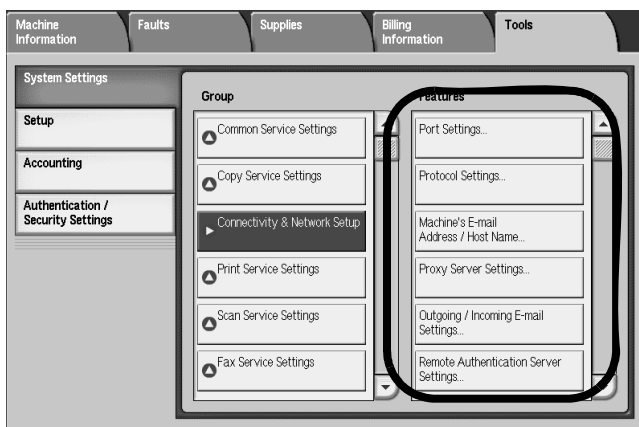 Machine
Information
Faults
Supplies
Billing
Information
Tools
System Settings
Setup
Accounting
Authentication /
Security Settings
Group
Common Service Settings
Copy Service Settings
Connectivity & Network Setup
Print Service Settings
Scan Service Settings
Fax Service Settings
Features
Port Settings...
Protocol Settings...
Machine's E-mail
Address / Host Name...
Proxy Server Settings...
Outgoing / Incoming E-mail
Settings...
Remote Authentication Server
Settings...